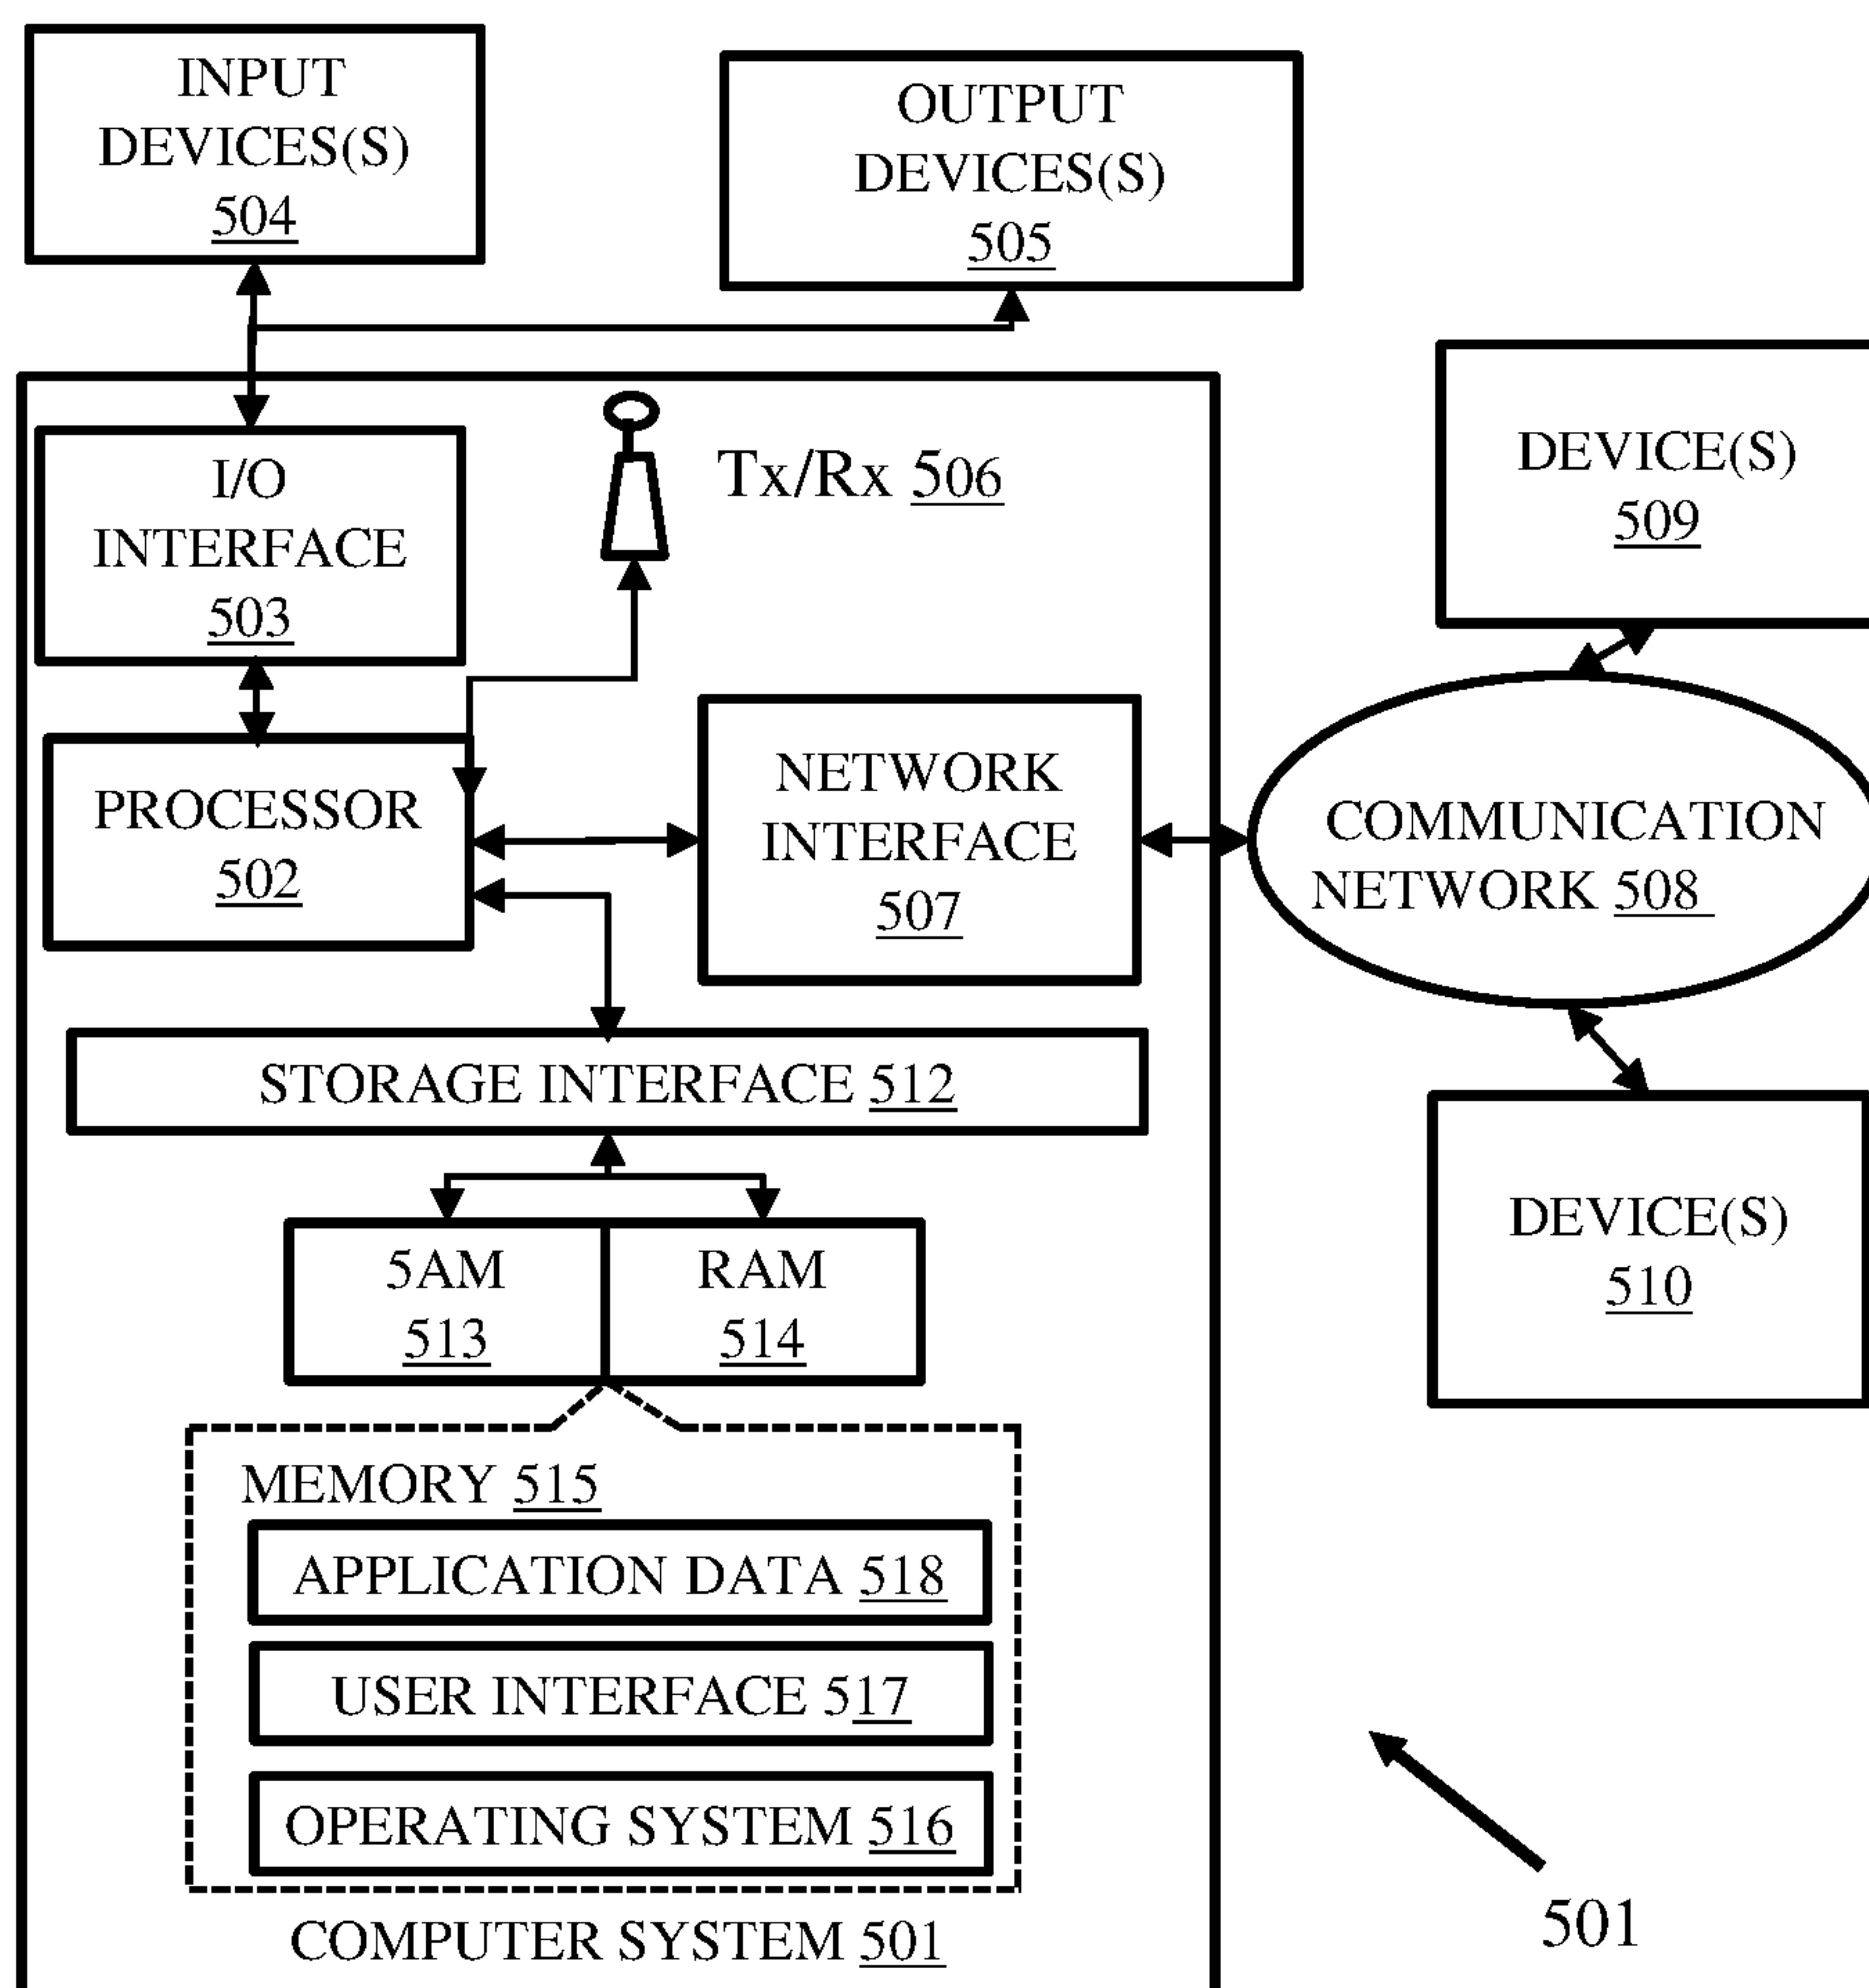 INPUT
DEVICES(S)
504
OUTPUT
DEVICES(S)
505
I/O
INTERFACE
503
Tx/Rx 506
DEVICE(S)
509
PROCESSOR
502
NETWORK
INTERFACE
507
COMMUNICATION
NETWORK 508
STORAGE INTERFACE 512
5AM
513
RAM
514
DEVICE(S)
510
MEMORY 515
APPLICATION DATA 518
USER INTERFACE 517
OPERATING SYSTEM 516
COMPUTER SYSTEM 501
501